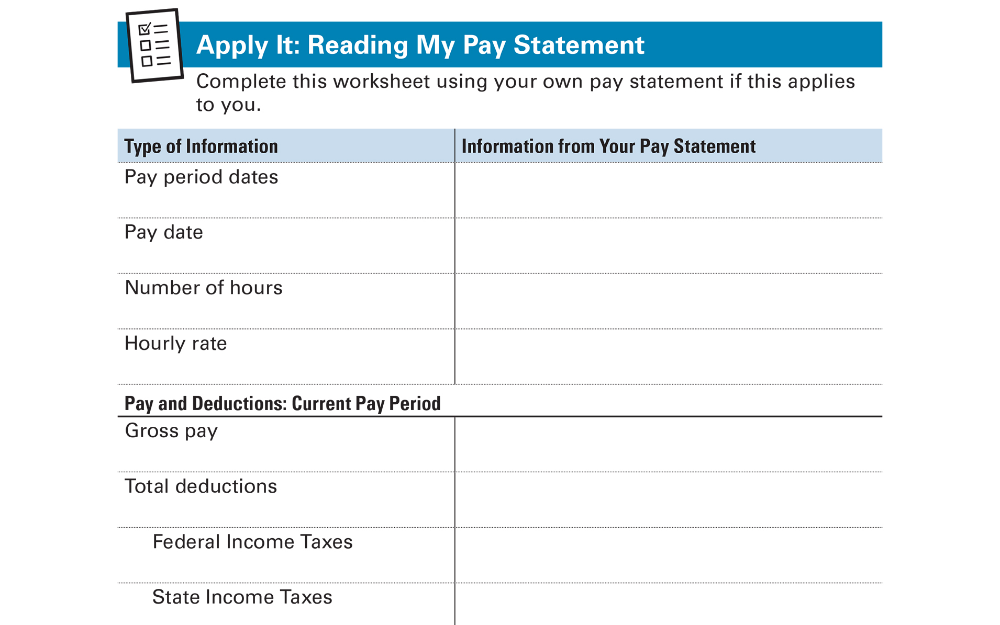 Apply It: Reading My Pay Statement
Complete this worksheet using your own pay statement if this applies
to you.
Type of Information
Information from Your Pay Statement
Pay period dates
Pay date
Number of hours
Hourly rate
Pay and Deductions: Current Pay Period
Gross pay
Total deductions
Federal Income Taxes
State Income Taxes